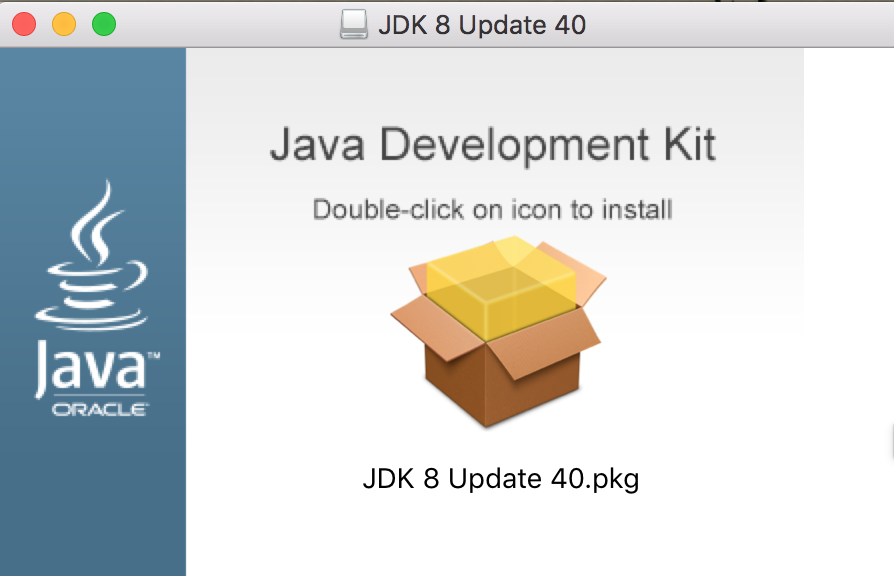 JDK 8 Update 40
Java Development Kit
Double-click on icon to install
Java™
ORACLE
JDK 8 Update 40.pkg